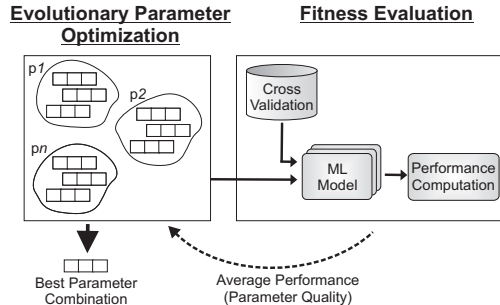 Evolutionary Parameter
Optimization
Fitness Evaluation
p1
p2
pn
Cross
Validation
ML
Model
Performance
Computation
Best Parameter
Combination
Average Performance
(Parameter Quality)